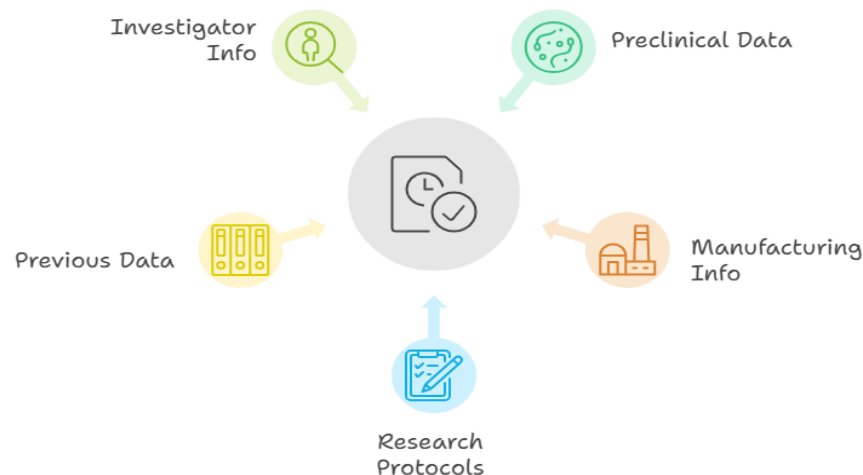 Investigator
Info
Preclinical Data
Previous Data
Manufacturing
Info
Research
Protocols